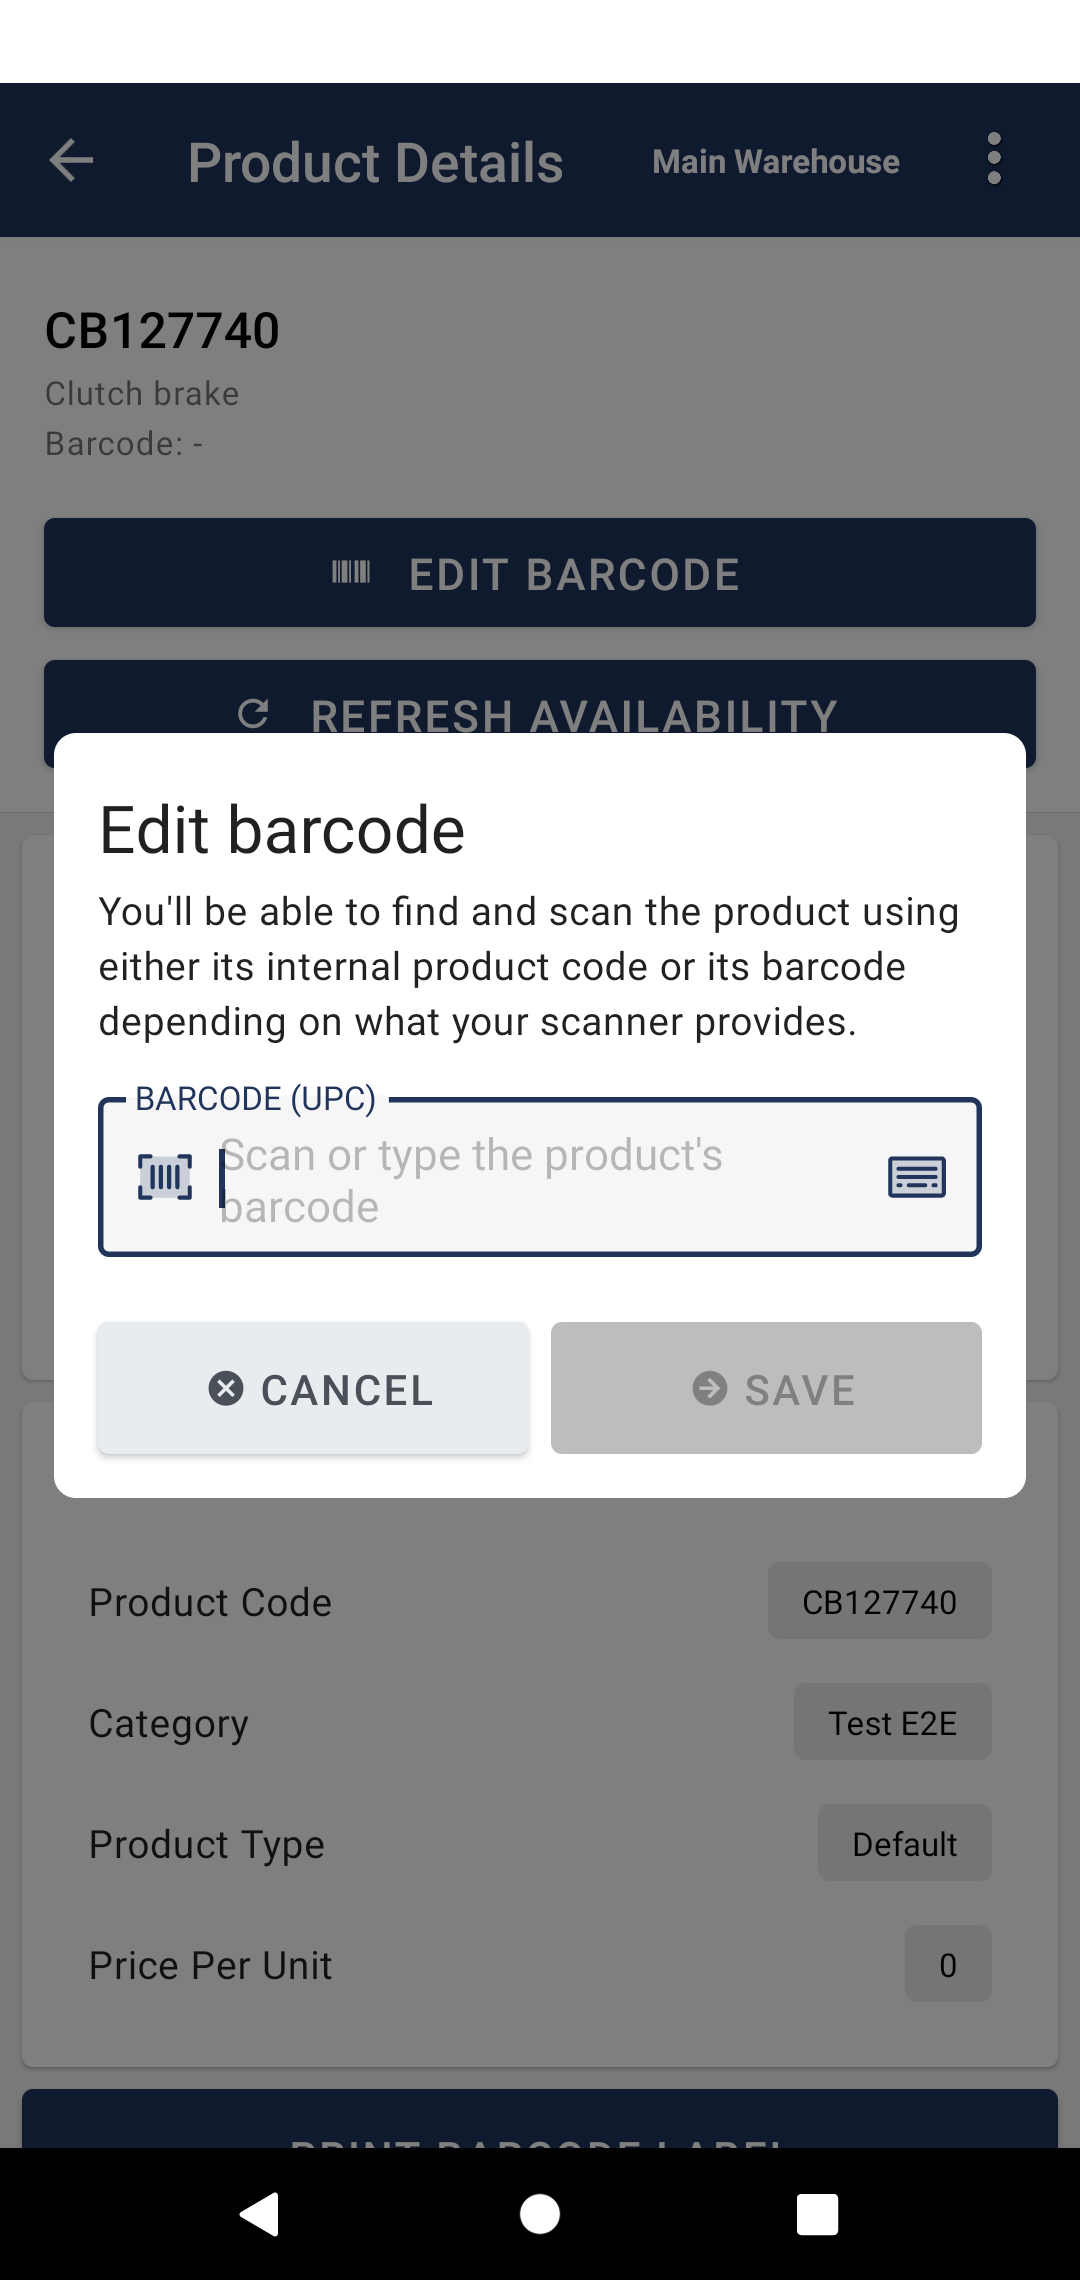 Product Details
Main Warehouse
CB127740
Clutch brake
Barcode: -
EDIT BARCODE
REFRESH AVAILABILITY
Edit barcode
You'll be able to find and scan the product using
either its internal product code or its barcode
depending on what your scanner provides.
BARCODE (UPC)
Scan or type the product's
barcode
CANCEL
SAVE
Product Code
CB127740
Category
Test E2E
Product Type
Default
Price Per Unit
0
PRINT BARCODE LABEL